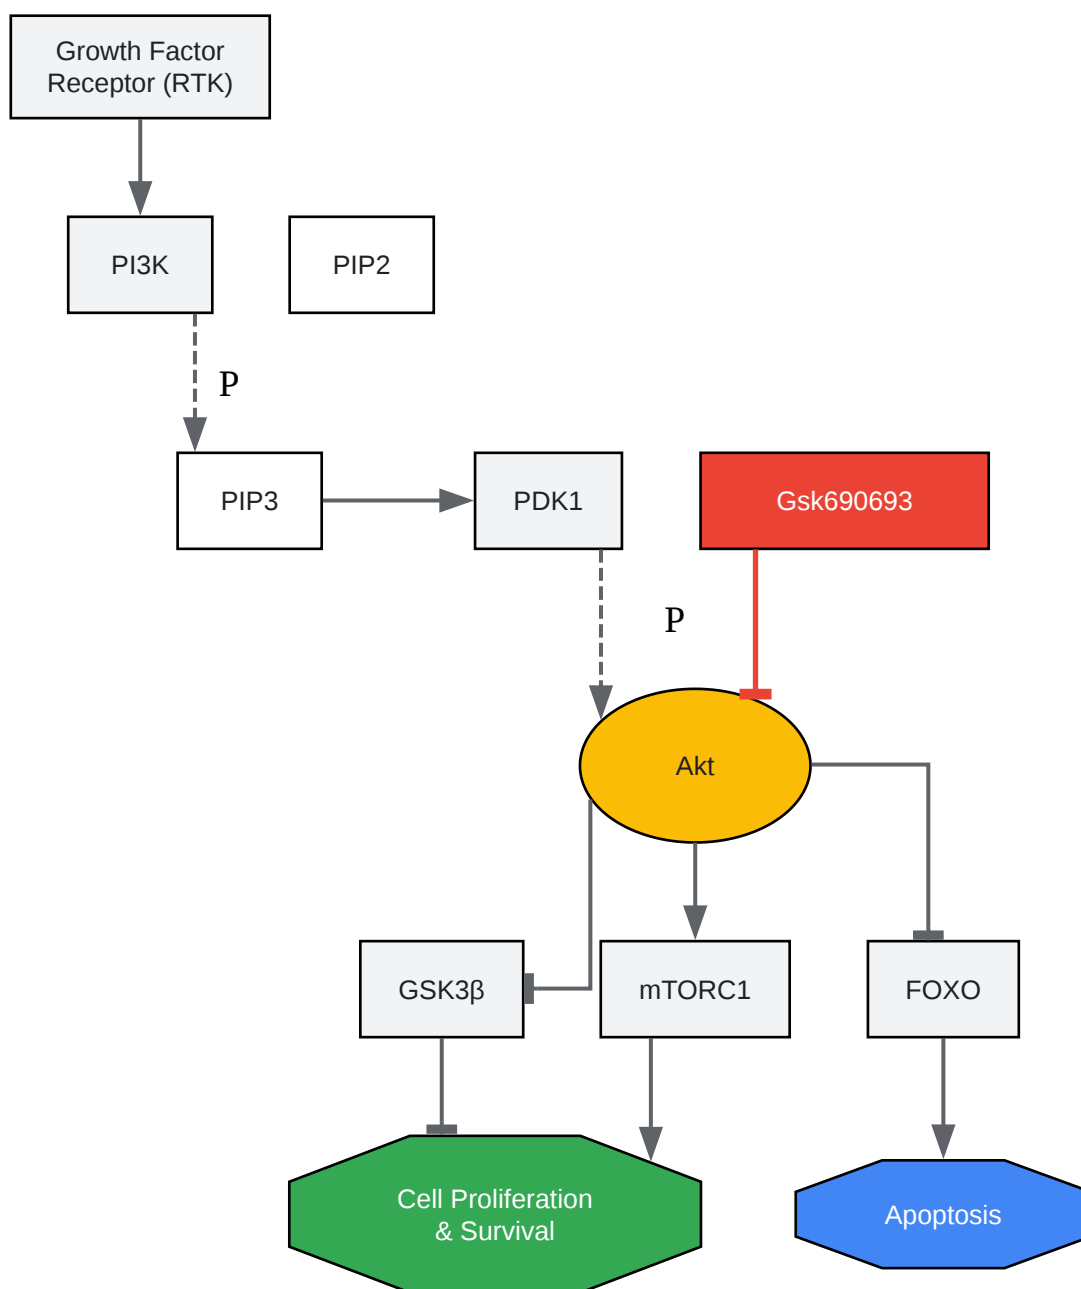 Growth Factor
Receptor (RTK)
PI3K
PIP2
P
PIP3
PDK1
Gsk690693
P
Akt
GSK3β
mTORC1
FOXO
Cell Proliferation
& Survival
Apoptosis